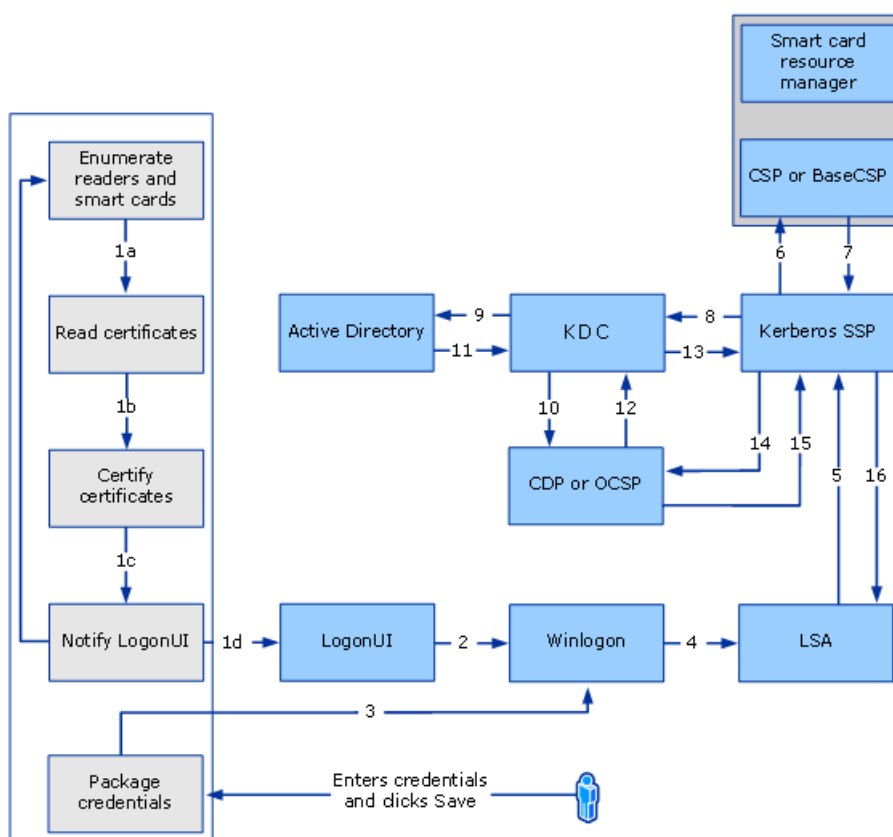 Smart card
resource
manager
Enumerate
readers and
smart cards
CSP or BaseCSP
1a
6
7
Read certificates
Active Directory
9
11
KDC
8
13
Kerberos SSP
1b
10
12
14
15
5
16
Certify
certificates
CDP or OCSP
1c
Notify LogonUI
1d
LogonUI
2
Winlogon
4
LSA
3
Package
credentials
Enters credentials
and clicks Save